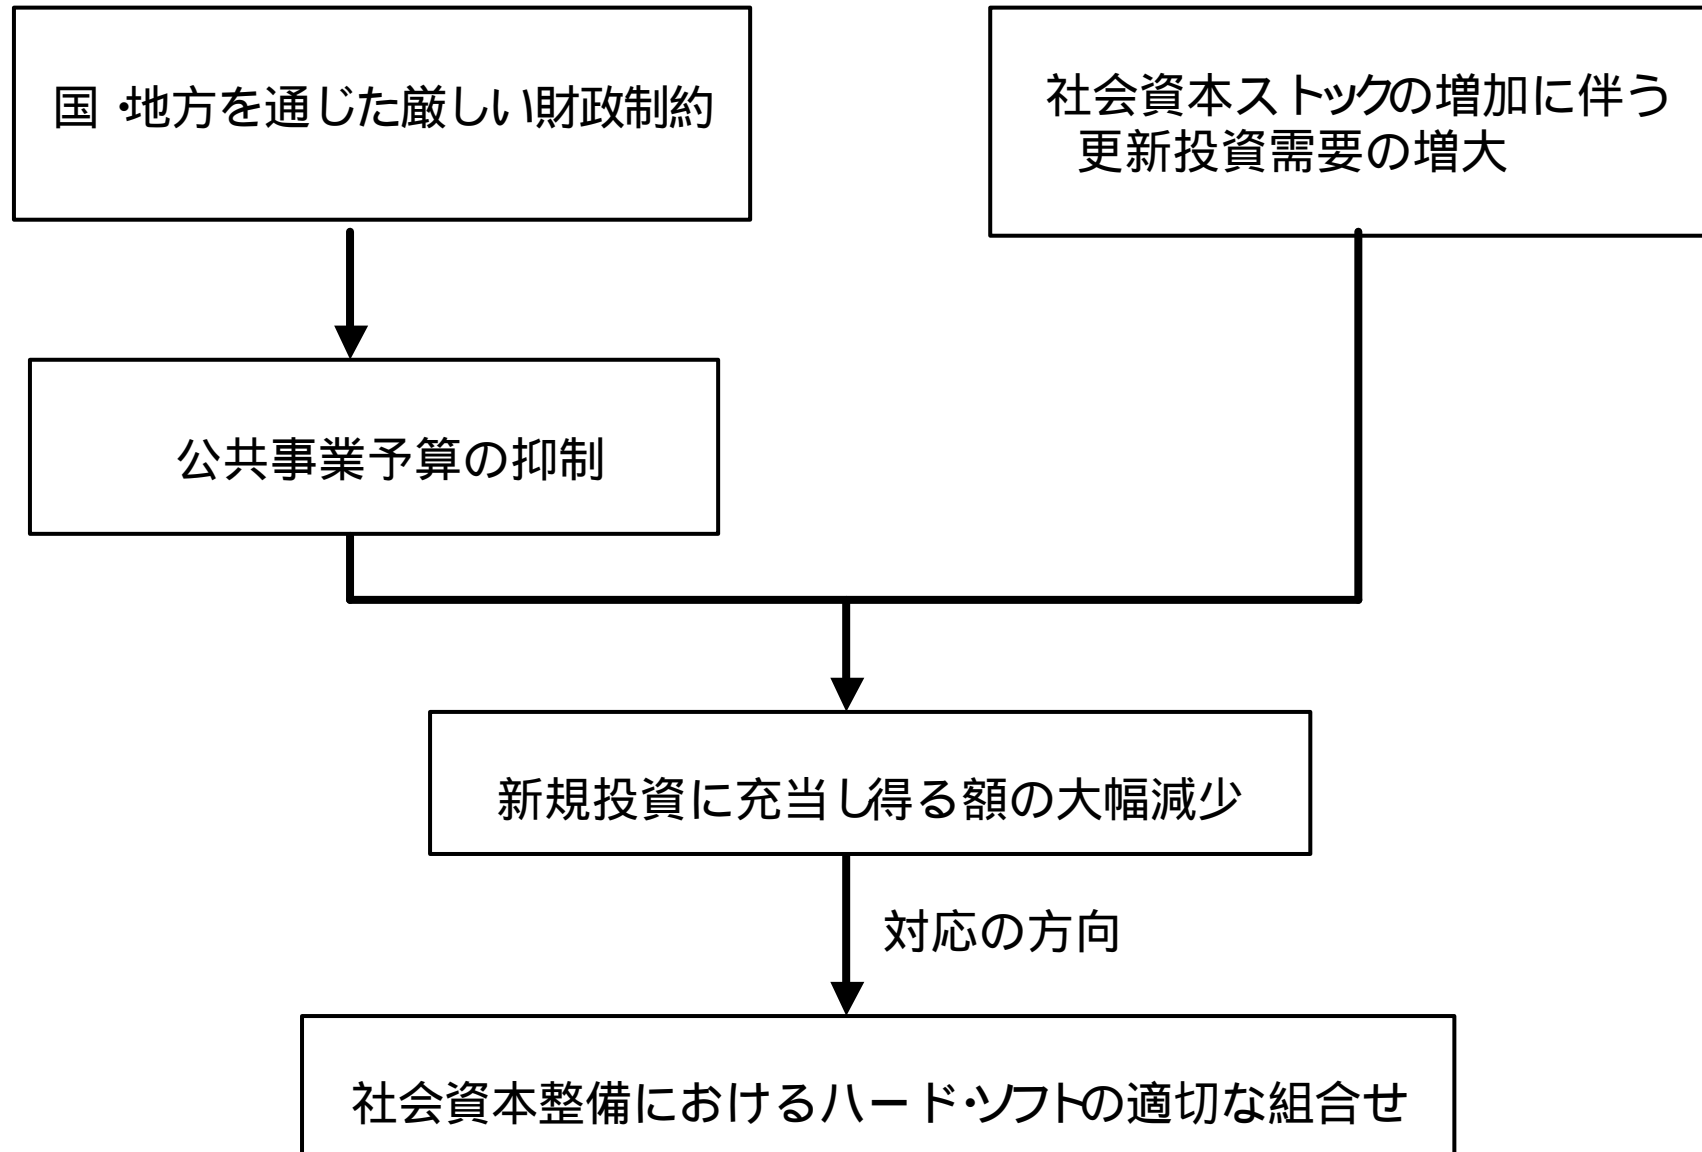 国・地方を通じた厳しい財政制約
社会資本ストックの増加に伴う
更新投資需要の増大
公共事業予算の抑制
新規投資に充当し得る額の大幅減少
対応の方向
社会資本整備におけるハード・ソフトの適切な組合せ